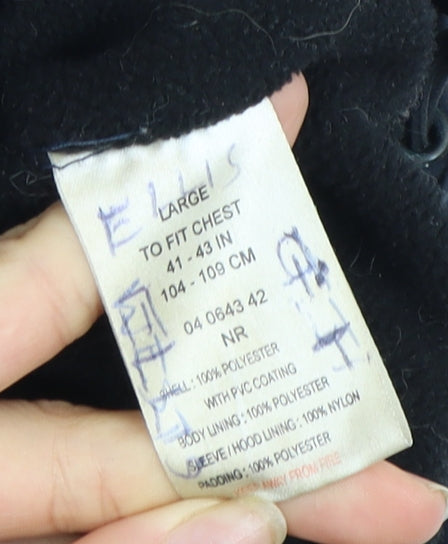 ELLIS
LARGE
TO FIT CHEST
41 - 43 IN
104 - 109 CM
04 0643 42
NR
SHELL : 100% POLYESTER
WITH PVC COATING
BODY LINING : 100% POLYESTER
SLEEVE / HOOD LINING : 100% NYLON
PADDING : 100% POLYESTER
KEEP AWAY FROM FIRE